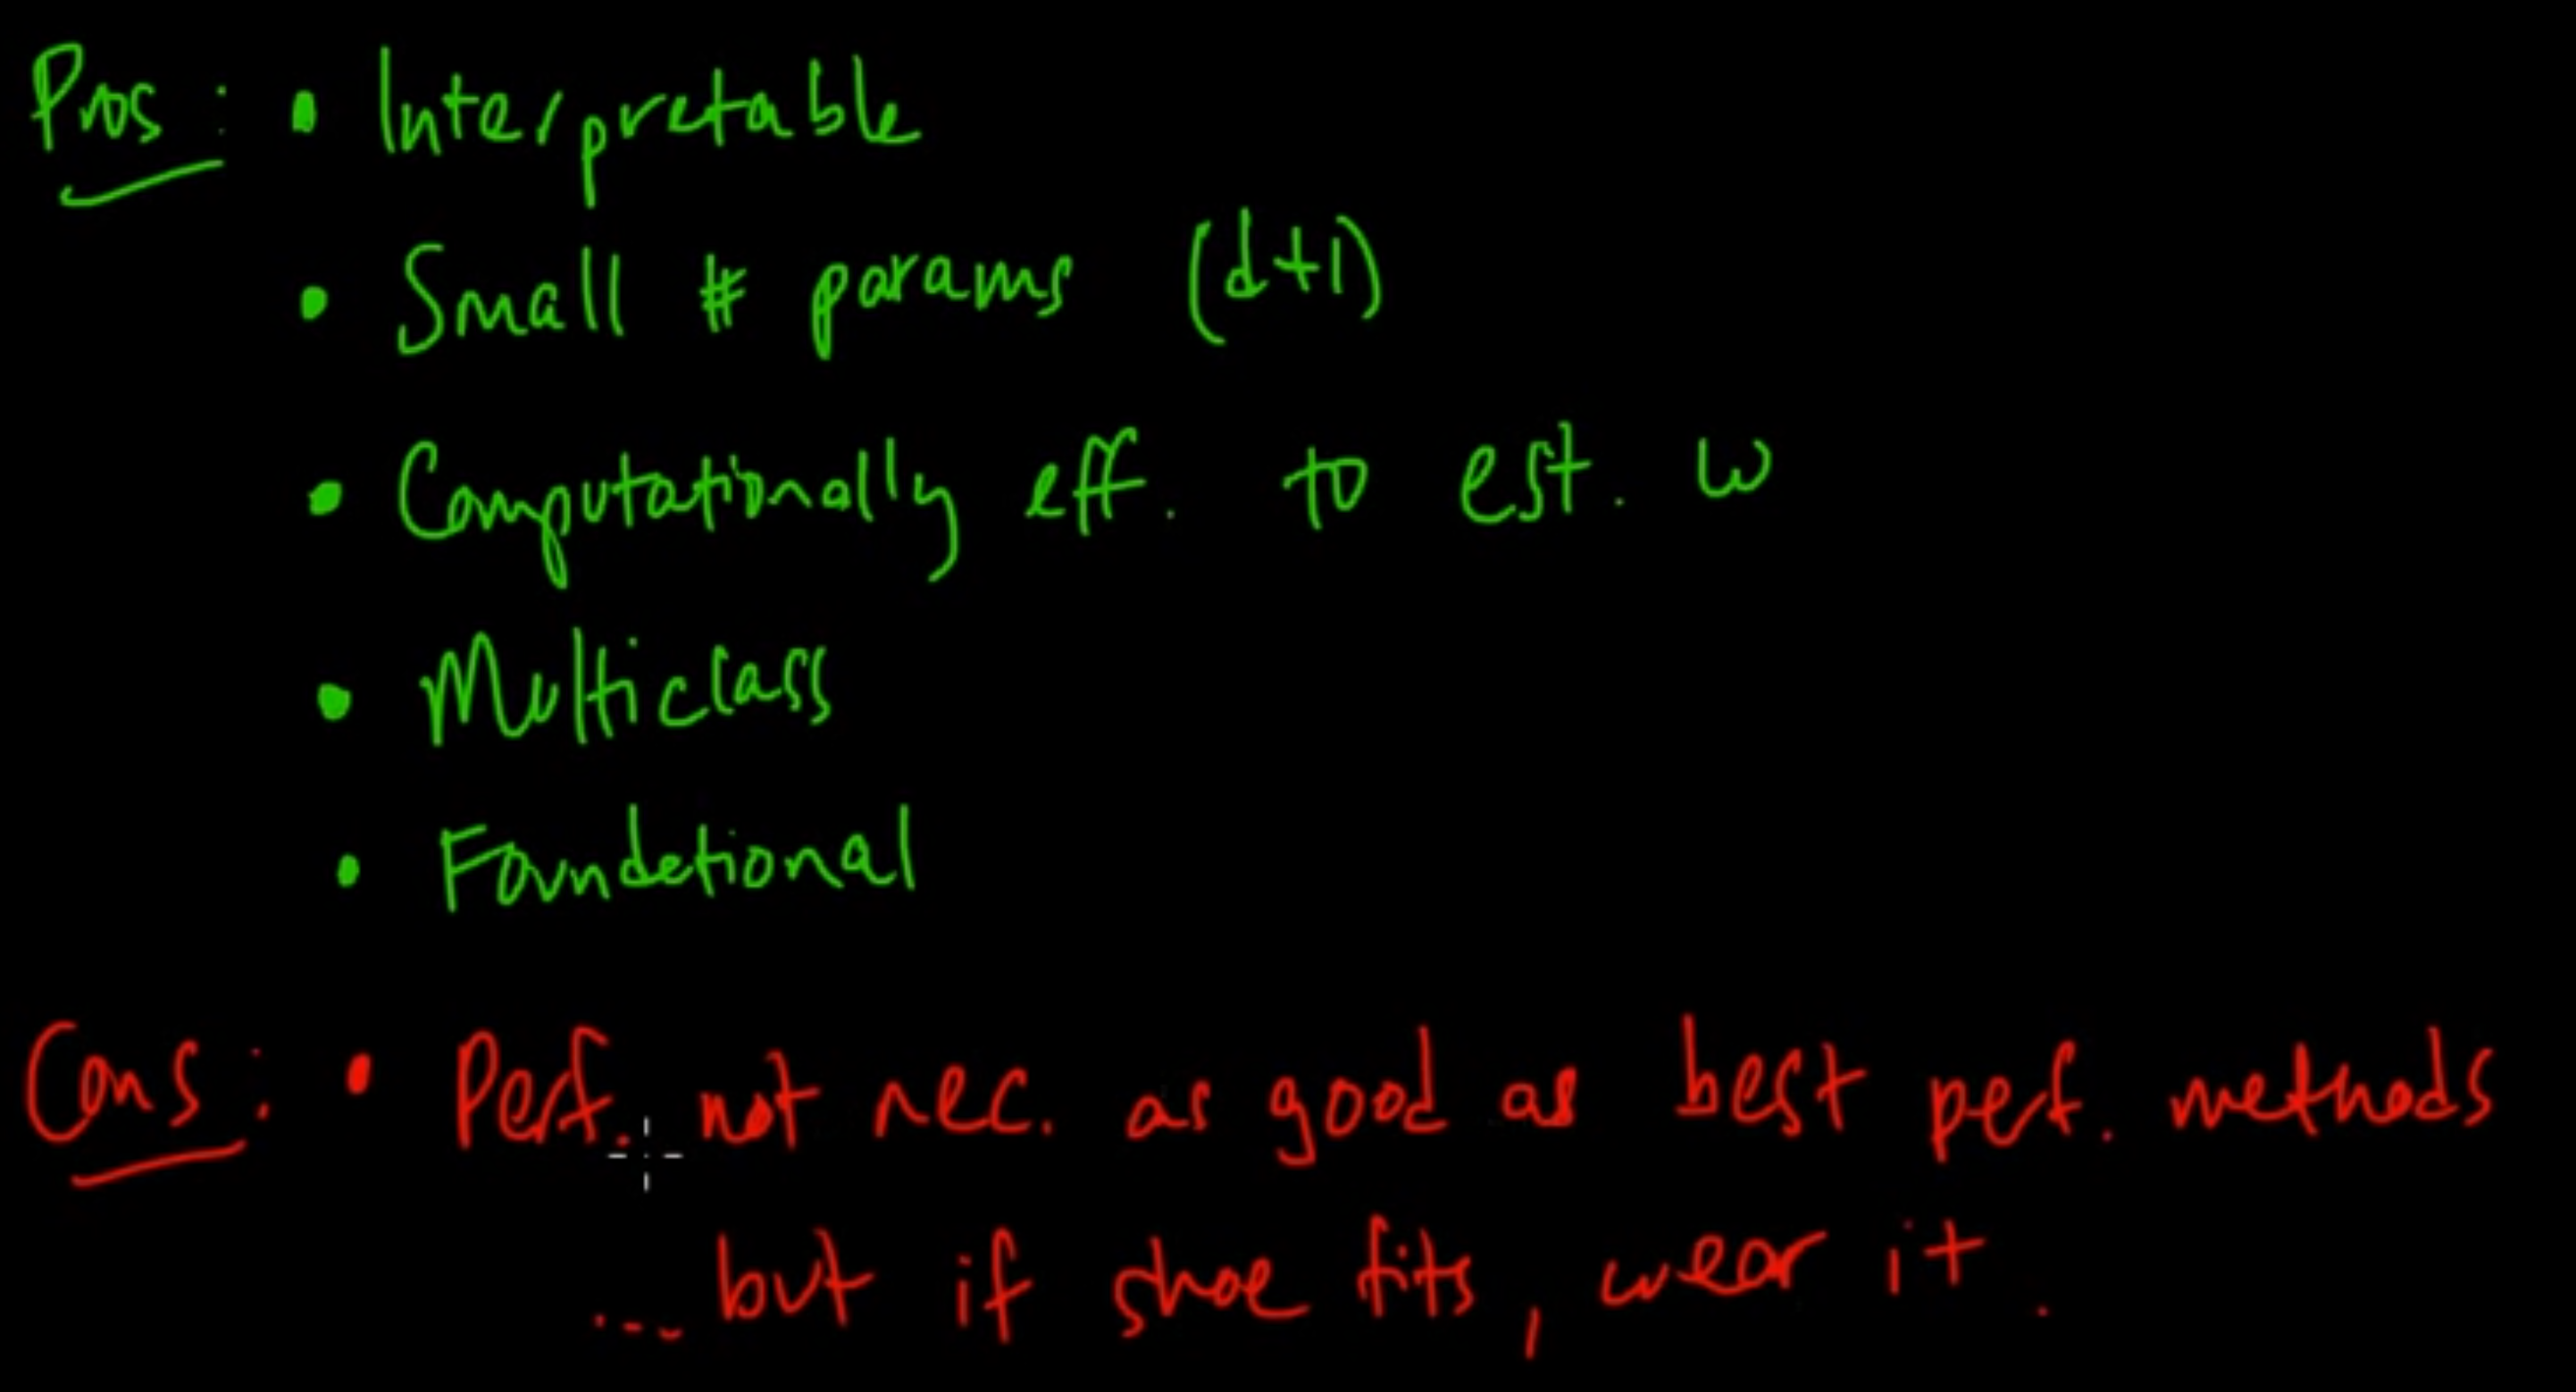 Pros: • Interpretable
• Small # params (d+1)
• Computationally eff. to est. w
• Multiclass
• Foundational
Cons: • Perf. not nec. as good as best perf. methods
... but if shoe fits, wear it.